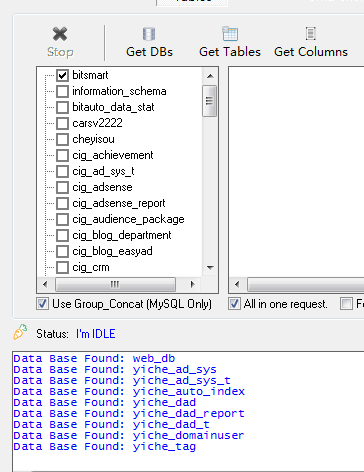 Stop
Get DBs
Get Tables
Get Columns
bitsmart
information_schema
bitauto_data_stat
carsv2222
cheyisou
cig_achievement
cig_ad_sys_t
cig_adsense
cig_adsense_report
cig_audience_package
cig_blog_department
cig_blog_easyad
cig_crm
Use Group_Concat (MySQL Only)
All in one request.
Status: I'm IDLE
Data Base Found: web_db
Data Base Found: yiche_ad_sys
Data Base Found: yiche_ad_sys_t
Data Base Found: yiche_auto_index
Data Base Found: yiche_dad
Data Base Found: yiche_dad_report
Data Base Found: yiche_dad_t
Data Base Found: yiche_domainuser
Data Base Found: yiche_tag